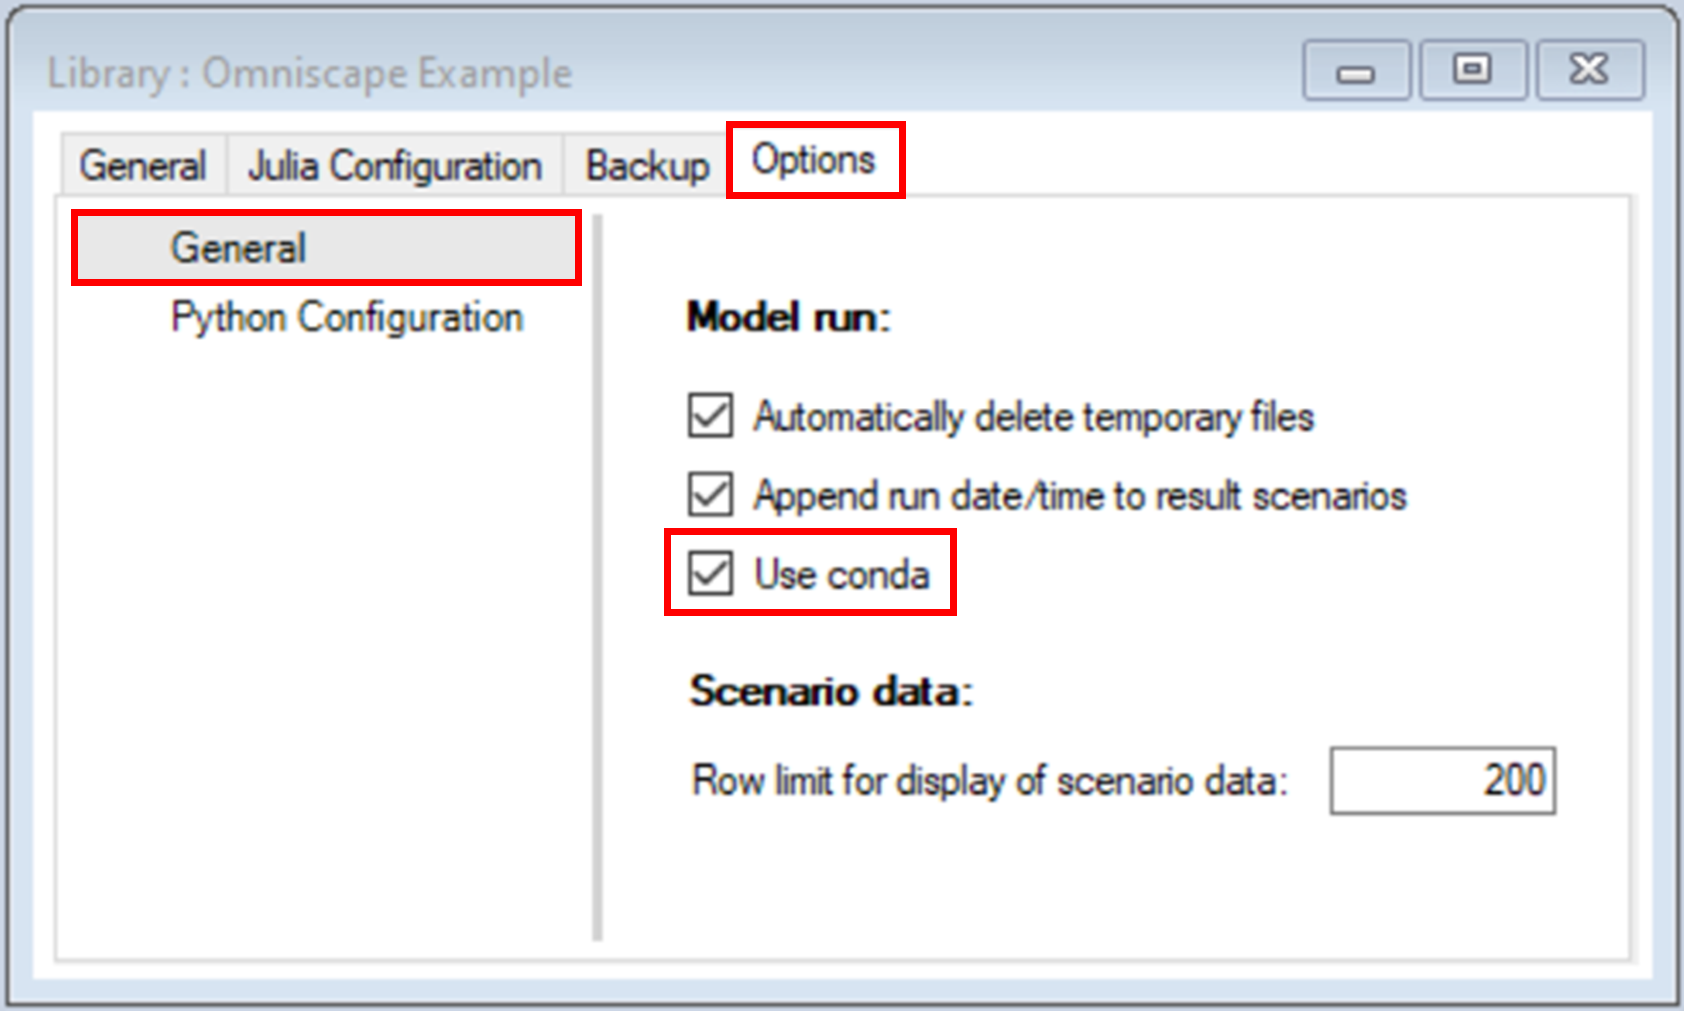 Library : Omniscape Example
General Julia Configuration Backup Options
General
Python Configuration
Model run:
Automatically delete temporary files
Append run date/time to result scenarios
Use conda
Scenario data:
Row limit for display of scenario data: 200